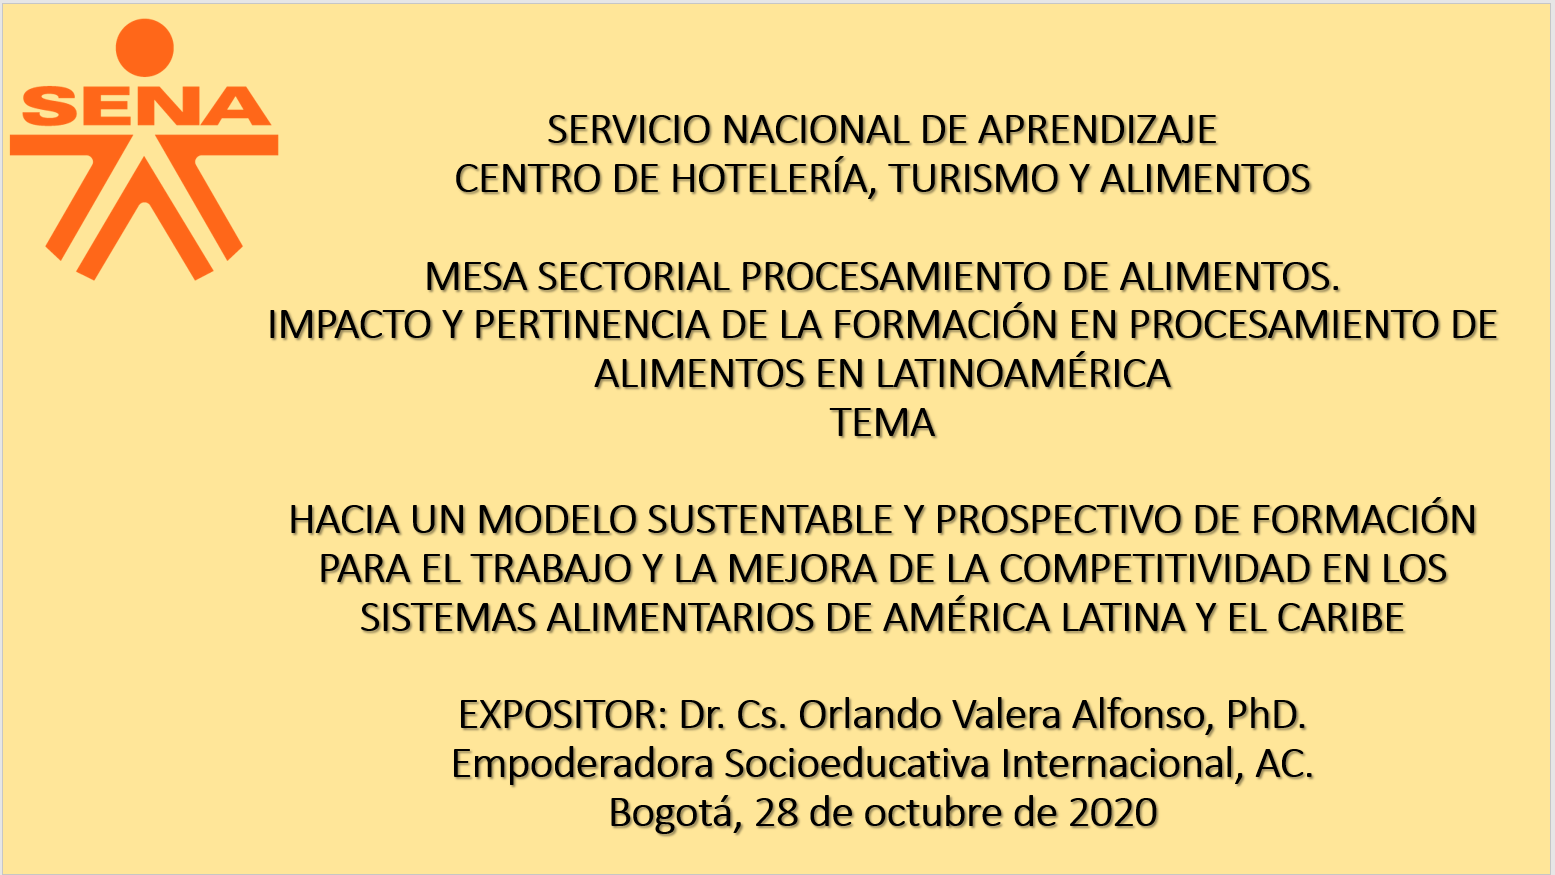 SENA
SERVICIO NACIONAL DE APRENDIZAJE
CENTRO DE HOTELERÍA, TURISMO Y ALIMENTOS
MESA SECTORIAL PROCESAMIENTO DE ALIMENTOS.
IMPACTO Y PERTINENCIA DE LA FORMACIÓN EN PROCESAMIENTO DE
ALIMENTOS EN LATINOAMÉRICA
TEMA
HACIA UN MODELO SUSTENTABLE Y PROSPECTIVO DE FORMACIÓN
PARA EL TRABAJO Y LA MEJORA DE LA COMPETITIVIDAD EN LOS
SISTEMAS ALIMENTARIOS DE AMÉRICA LATINA Y EL CARIBE
EXPOSITOR: Dr. Cs. Orlando Valera Alfonso, PhD.
Empoderadora Socioeducativa Internacional, AC.
Bogotá, 28 de octubre de 2020